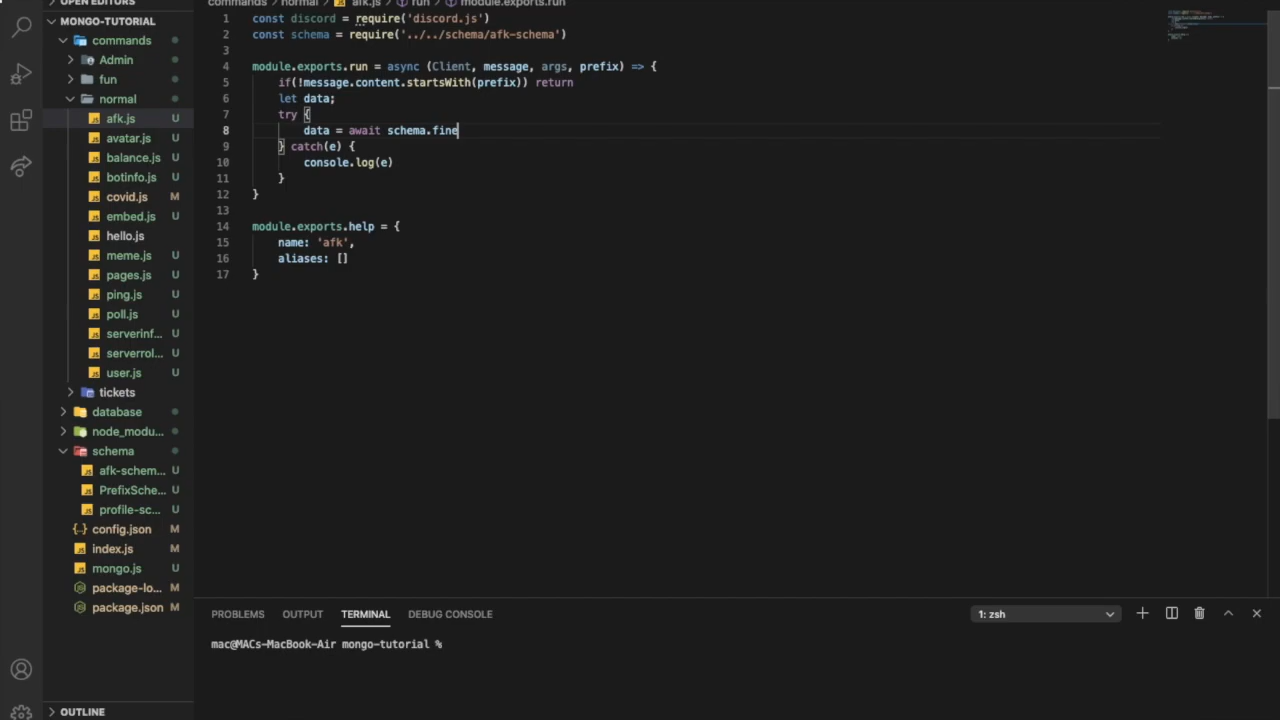 OPEN EDITORS
MONGO-TUTORIAL
commands
Admin
fun
normal
afk.js U
avatar.js U
balance.js U
botinfo.js U
covid.js M
embed.js U
hello.js
meme.js U
pages.js U
ping.js U
poll.js U
serverinf... U
serverrol... U
user.js U
tickets
database
node_modu...
schema
afk-schem... U
PrefixSche... U
profile-sc... U
config.json M
index.js M
mongo.js U
package-lo... M
package.json M
OUTLINE
commands > normal > afk.js > run > module.exports.run
1 const discord = require('discord.js')
2 const schema = require('../../schema/afk-schema')
3
4 module.exports.run = async (Client, message, args, prefix) => {
5 if(!message.content.startsWith(prefix)) return
6 let data;
7 try {
8 data = await schema.fine
9 } catch(e) {
10 console.log(e)
11 }
12 }
13
14 module.exports.help = {
15 name: 'afk',
16 aliases: []
17 }
PROBLEMS OUTPUT TERMINAL DEBUG CONSOLE 1: zsh
mac@MACs-MacBook-Air mongo-tutorial %